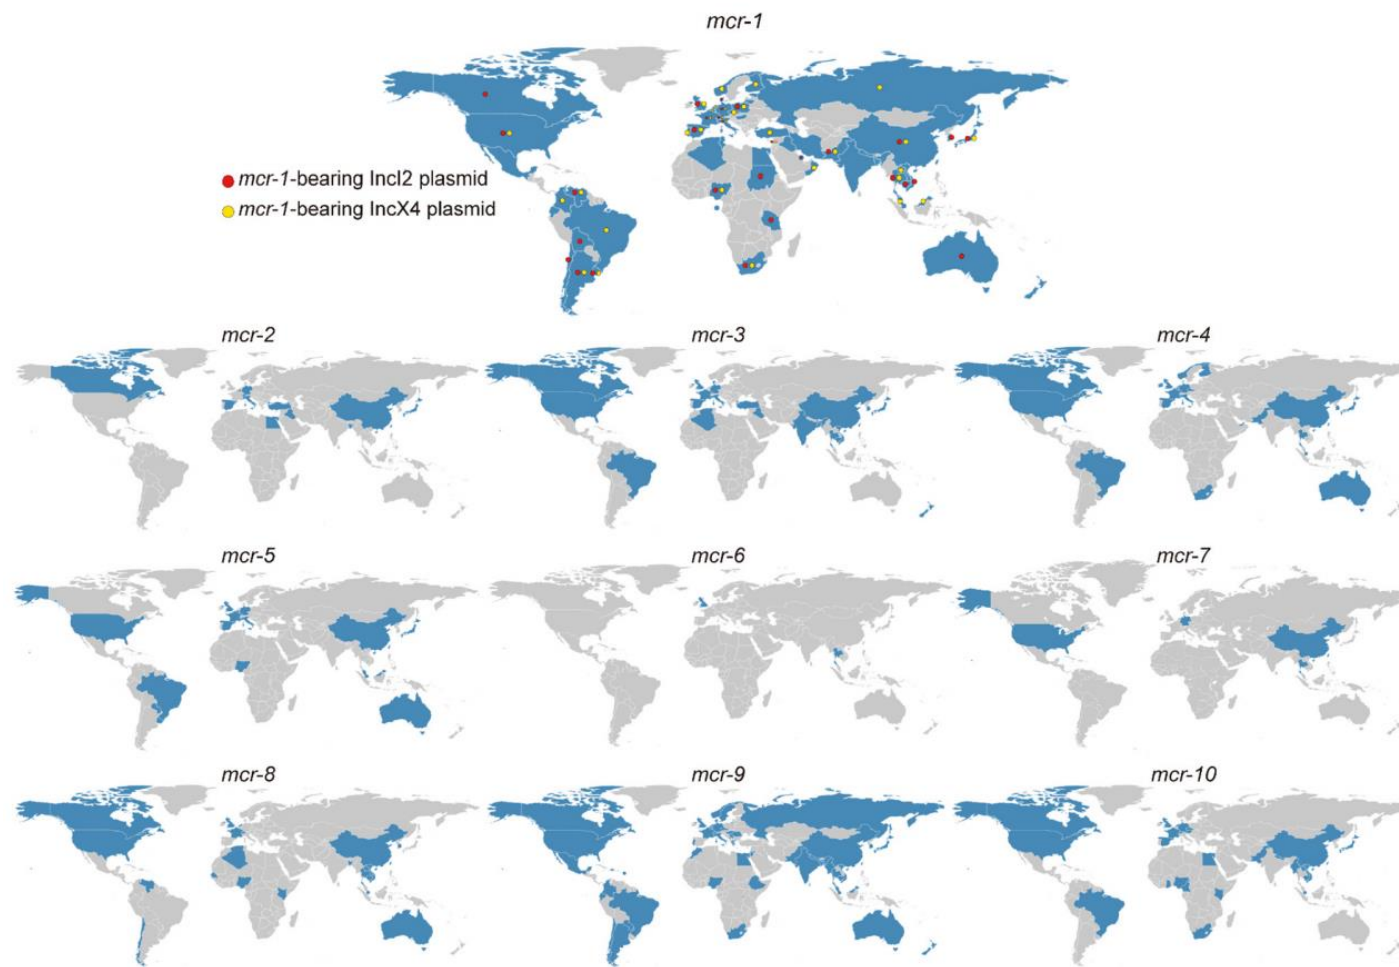 mcr-1
mcr-1-bearing IncI2 plasmid
mcr-1-bearing IncX4 plasmid
mcr-2
mcr-3
mcr-4
mcr-5
mcr-6
mcr-7
mcr-8
mcr-9
mcr-10